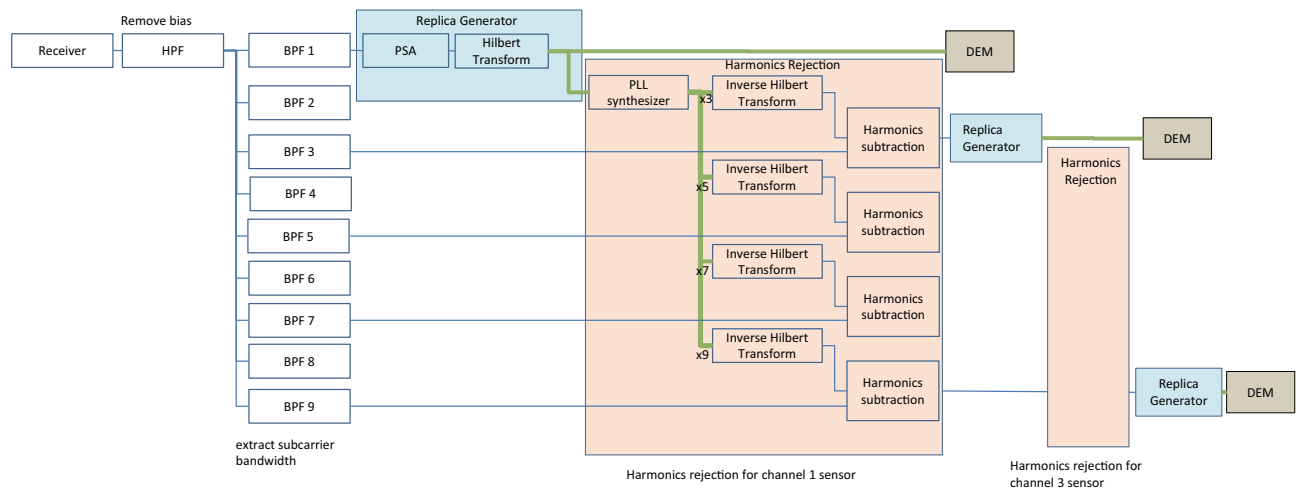 Remove bias
Replica Generator
Receiver
HPF
BPF 1
PSA
Hilbert
Transform
DEM
Harmonics Rejection
BPF 2
PLL
synthesizer
x3
Inverse Hilbert
Transform
Harmonics
subtraction
Replica
Generator
DEM
BPF 3
Harmonics
Rejection
BPF 4
x5
Inverse Hilbert
Transform
Harmonics
subtraction
BPF 5
BPF 6
x7
Inverse Hilbert
Transform
Harmonics
subtraction
BPF 7
BPF 8
x9
Inverse Hilbert
Transform
Harmonics
subtraction
Replica
Generator
DEM
BPF 9
extract subcarrier
bandwidth
Harmonics rejection for channel 1 sensor
Harmonics rejection for
channel 3 sensor